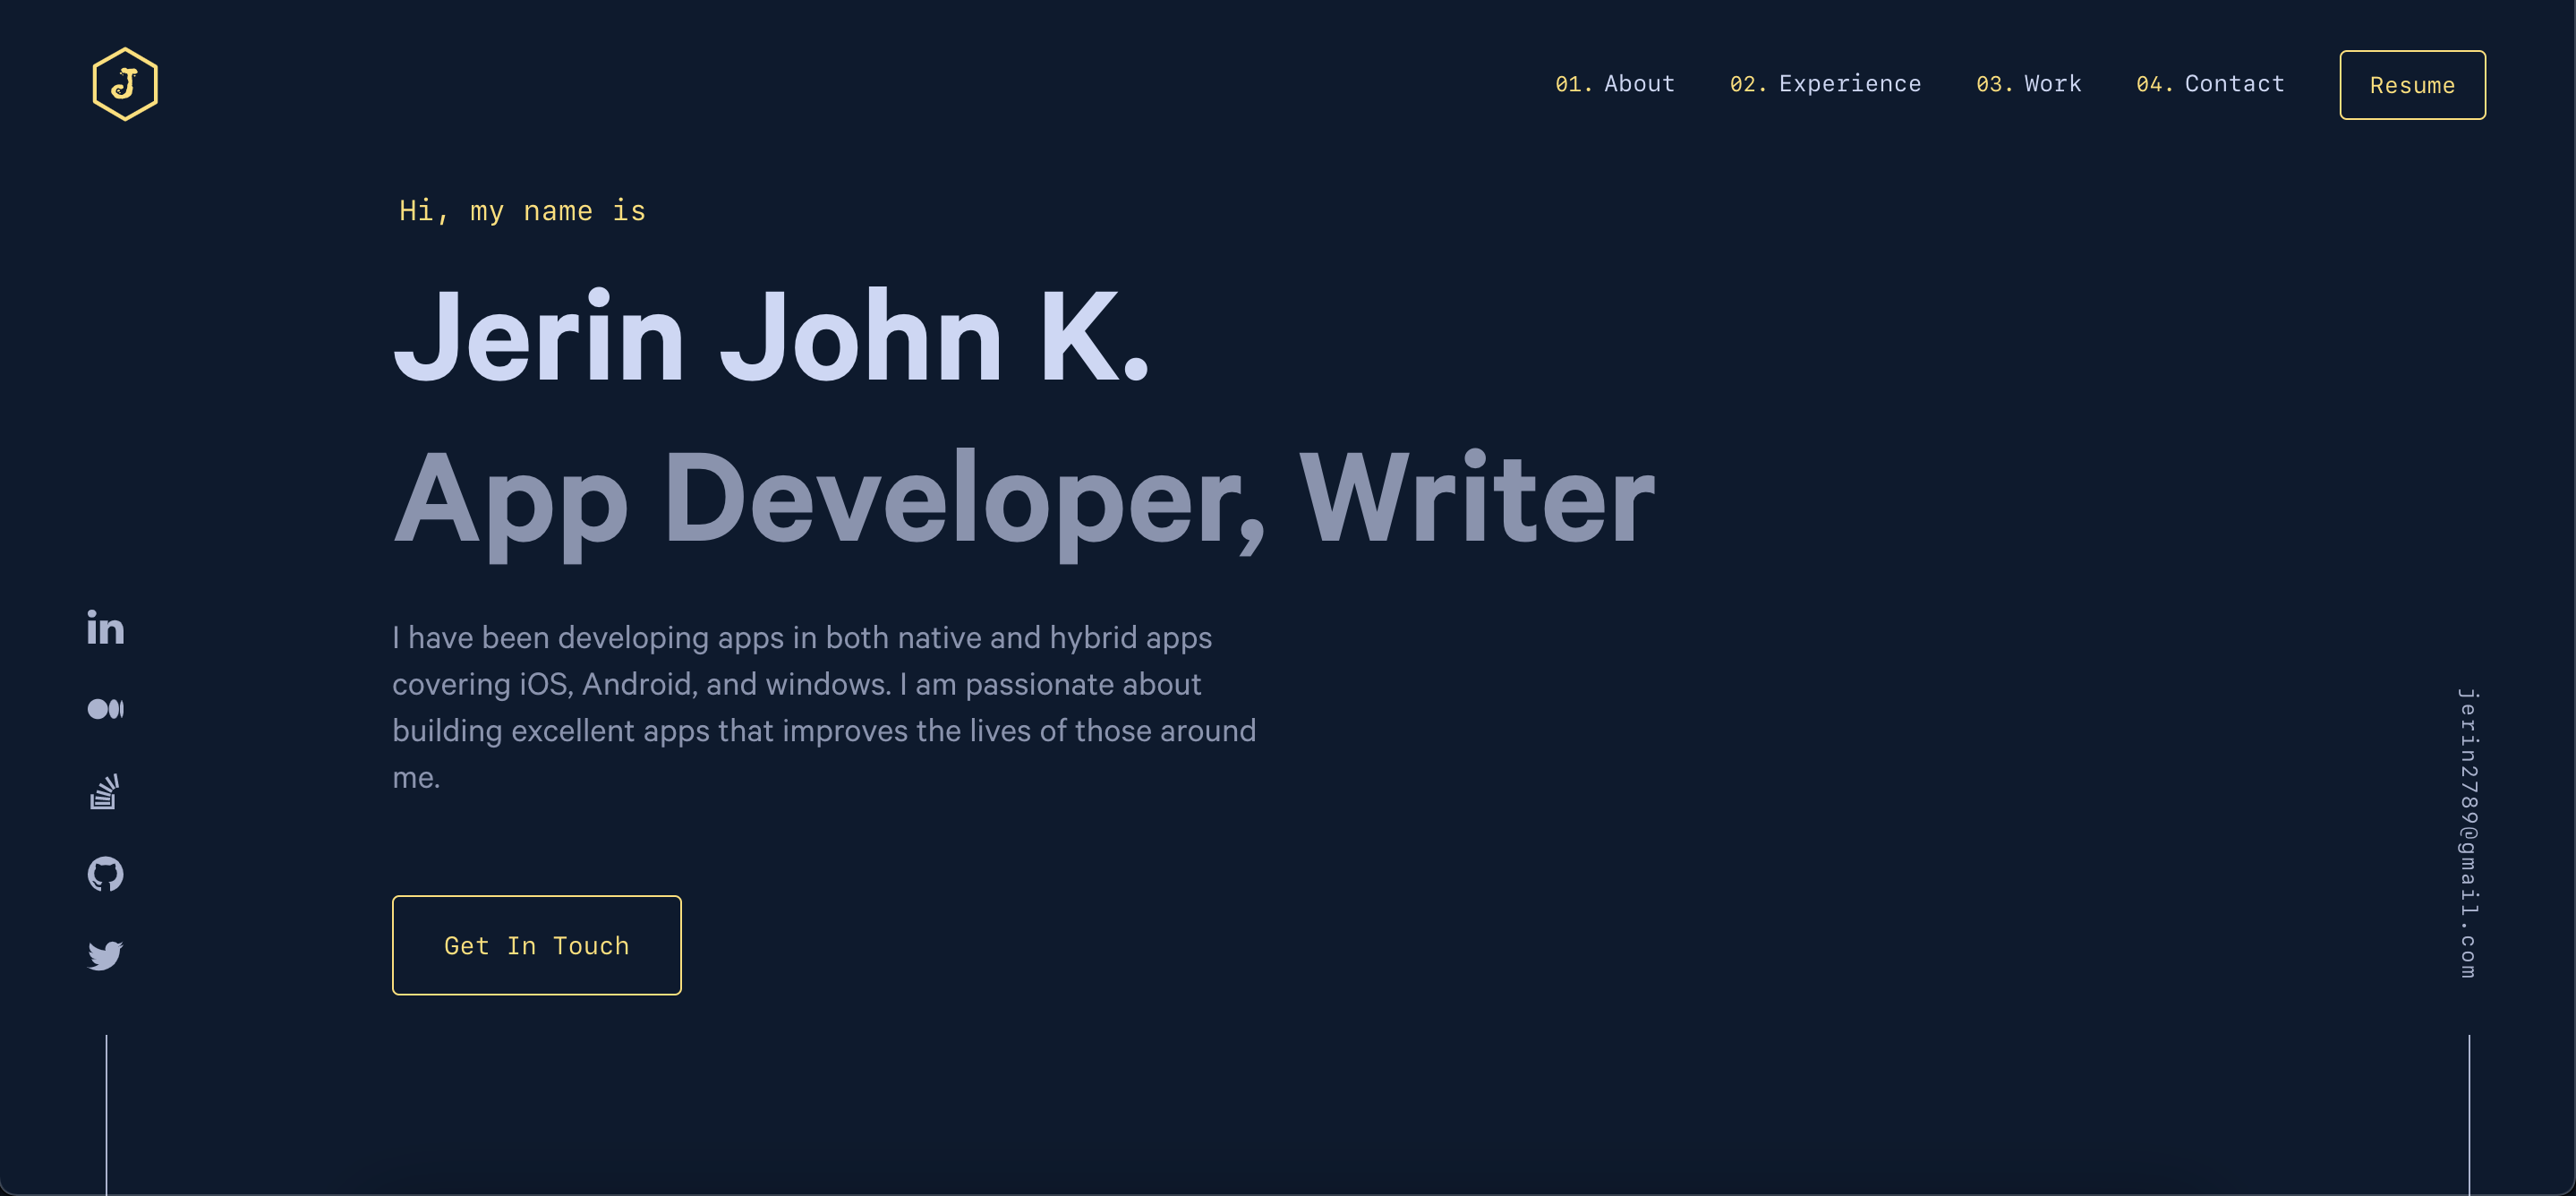 J
01. About 02. Experience 03. Work 04. Contact Resume
Hi, my name is
Jerin John K.
App Developer, Writer
I have been developing apps in both native and hybrid apps
covering iOS, Android, and windows. I am passionate about
building excellent apps that improves the lives of those around
me.
Get In Touch
in
jerin2789@gmail.com